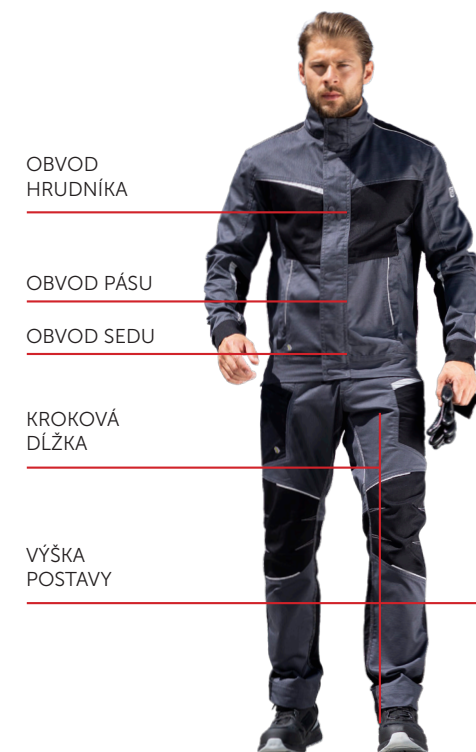 OBVOD
HRUDNÍKA
OBVOD PÁSU
OBVOD SEDU
KROKOVÁ
DĹŽKA
VÝŠKA
POSTAVY